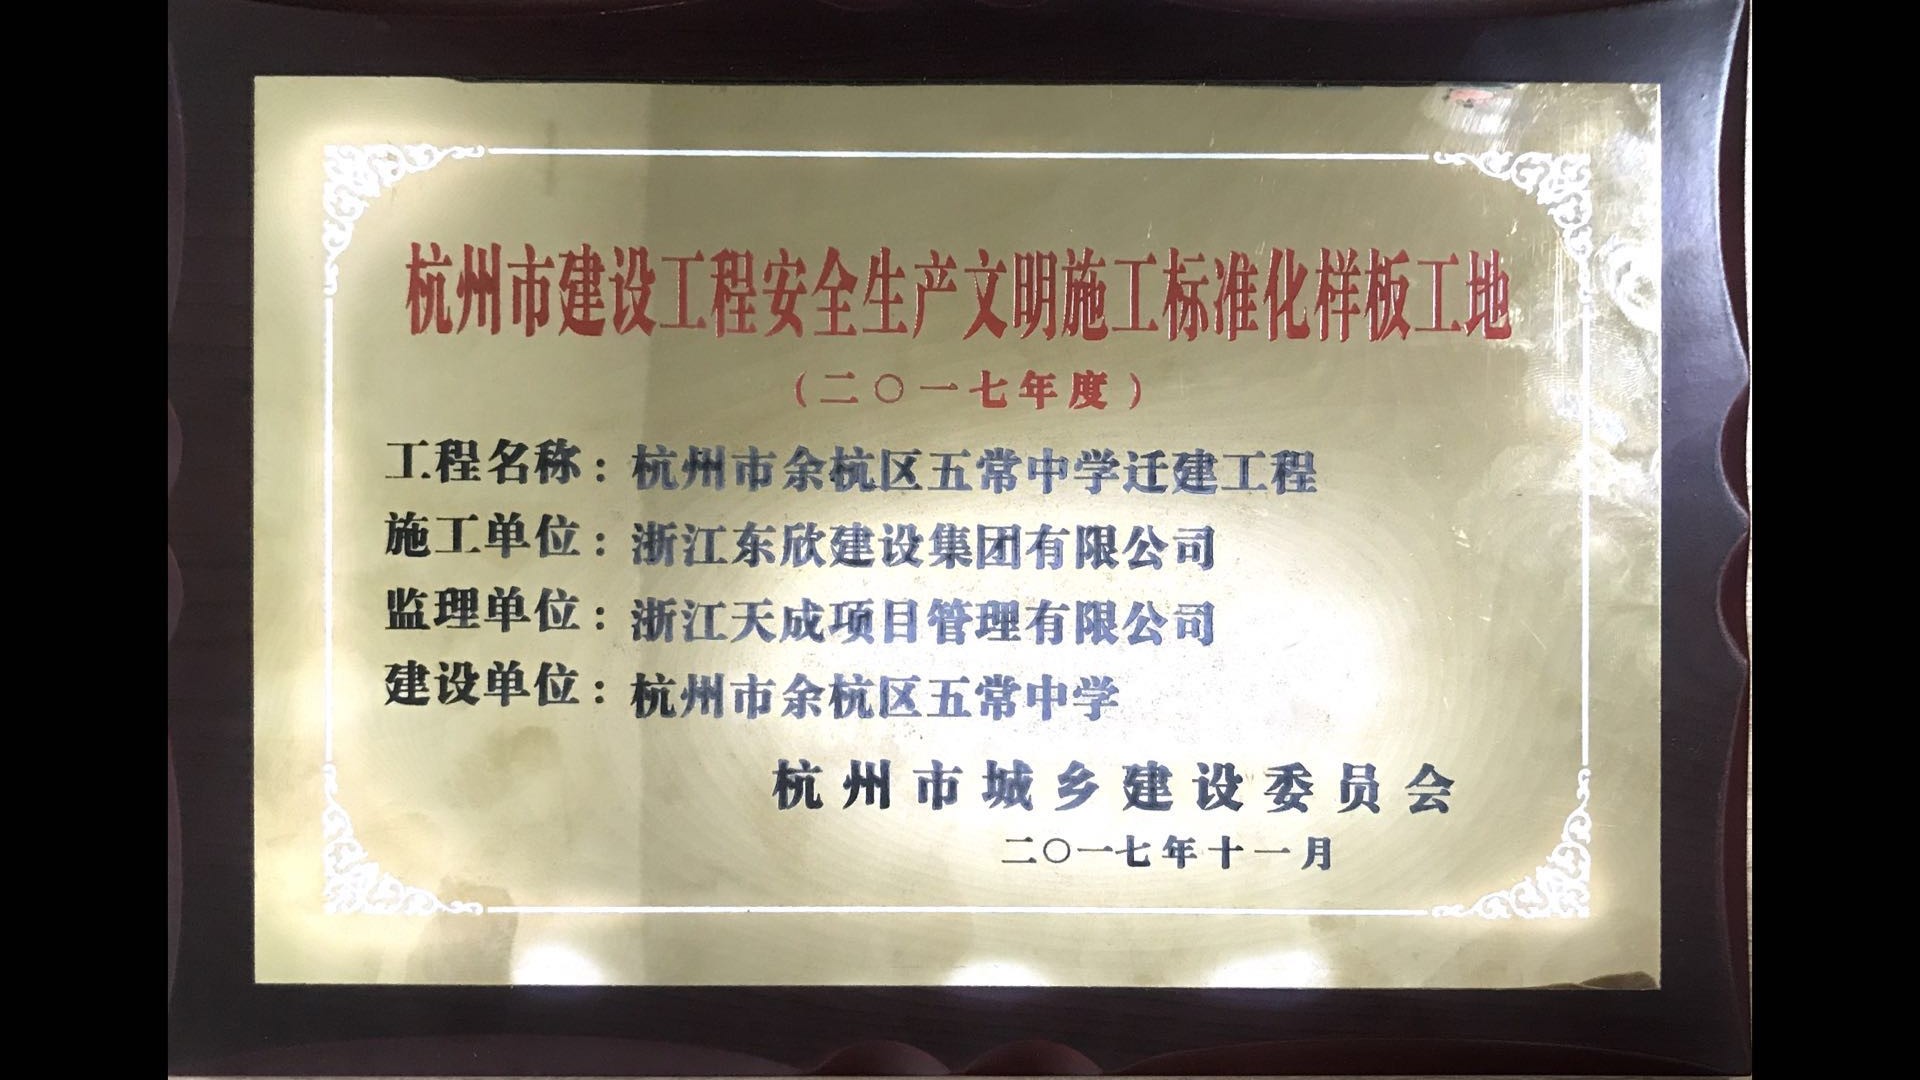 杭州市建设工程安全生产文明施工标准化样板工地
(二〇一七年度)
工程名称：杭州市余杭区五常中学迁建工程
施工单位：浙江东欣建设集团有限公司
监理单位：浙江天成项目管理有限公司
建设单位：杭州市余杭区五常中学
杭州市城乡建设委员会
二〇一七年十一月